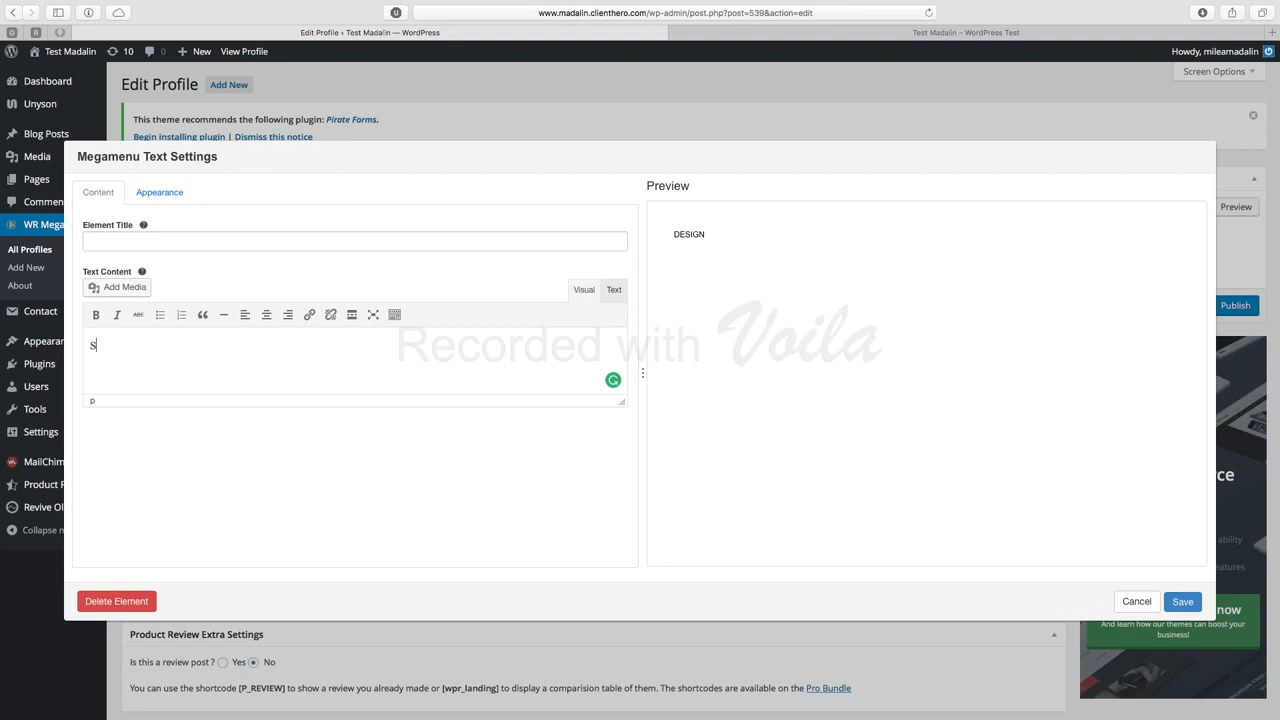 www.madalin.clienthero.com/wp-admin/post.php?post=539&action=edit
Edit Profile ‹ Test Madalin — WordPress
Test Madalin – WordPress Test
Test Madalin
10
0
New
View Profile
Howdy, mileamadalin
Dashboard
Unyson
Blog Posts
Media
Pages
Commen
WR Mega
All Profiles
Add New
About
Contact
Appearan
Plugins
Users
Tools
Settings
MailChim
Product R
Revive Ol
Collapse m
Edit Profile
Add New
Screen Options
This theme recommends the following plugin: Pirate Forms.
Begin installing plugin | Dismiss this notice
Preview
Publish
Megamenu Text Settings
Content
Appearance
Element Title
Text Content
Add Media
Visual
Text
B I ABC
S
p
Preview
DESIGN
Recorded with Voila
Delete Element
Cancel
Save
rce
ability
eatures
now
And learn how our themes can boost your
business!
Product Review Extra Settings
Is this a review post ? Yes No
You can use the shortcode [P_REVIEW] to show a review you already made or [wpr_landing] to display a comparision table of them. The shortcodes are available on the Pro Bundle